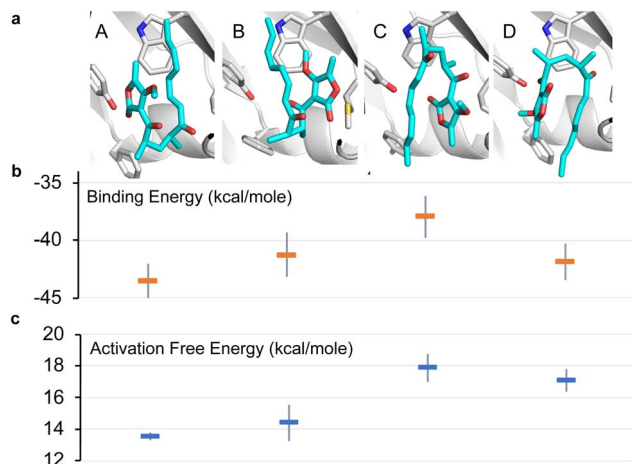 a
A B C D
b
-35
Binding Energy (kcal/mole)
-40
-45
c
20
Activation Free Energy (kcal/mole)
18
16
14
12